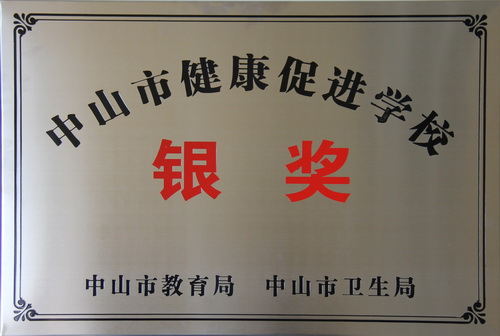 中山市健康促进学校
银奖
中山市教育局 中山市卫生局